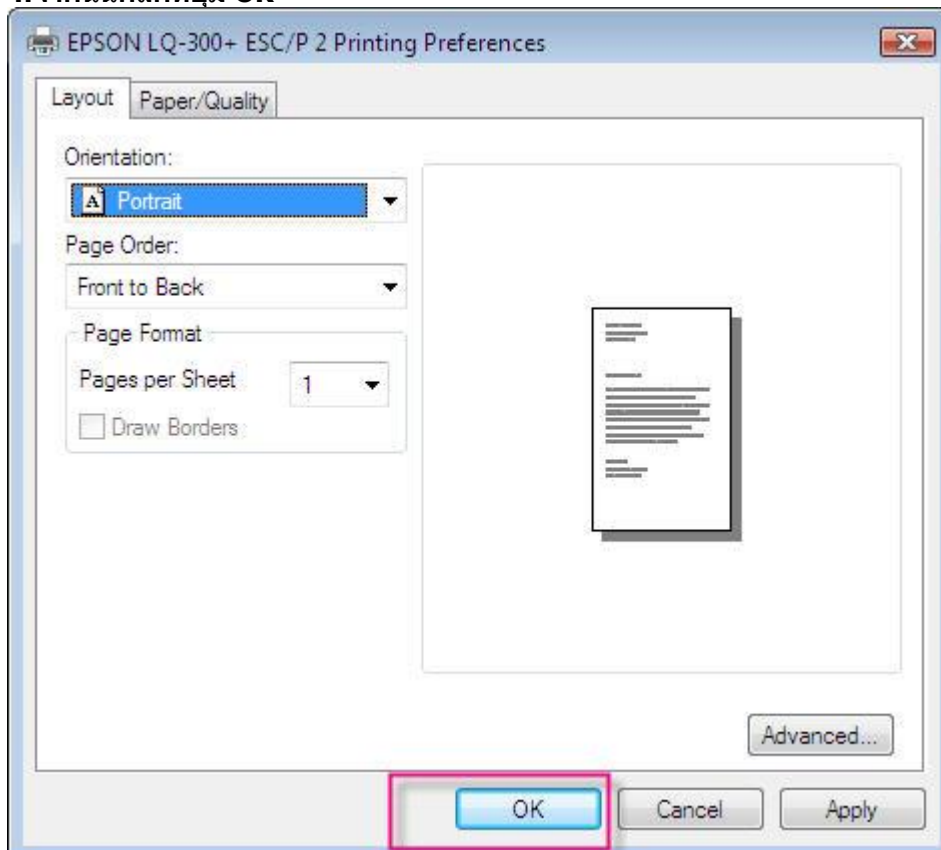 EPSON LQ-300+ ESC/P 2 Printing Preferences
Layout
Paper/Quality
Orientation:
Portrait
Page Order:
Front to Back
Page Format
Pages per Sheet
1
Draw Borders
Advanced...
OK
Cancel
Apply